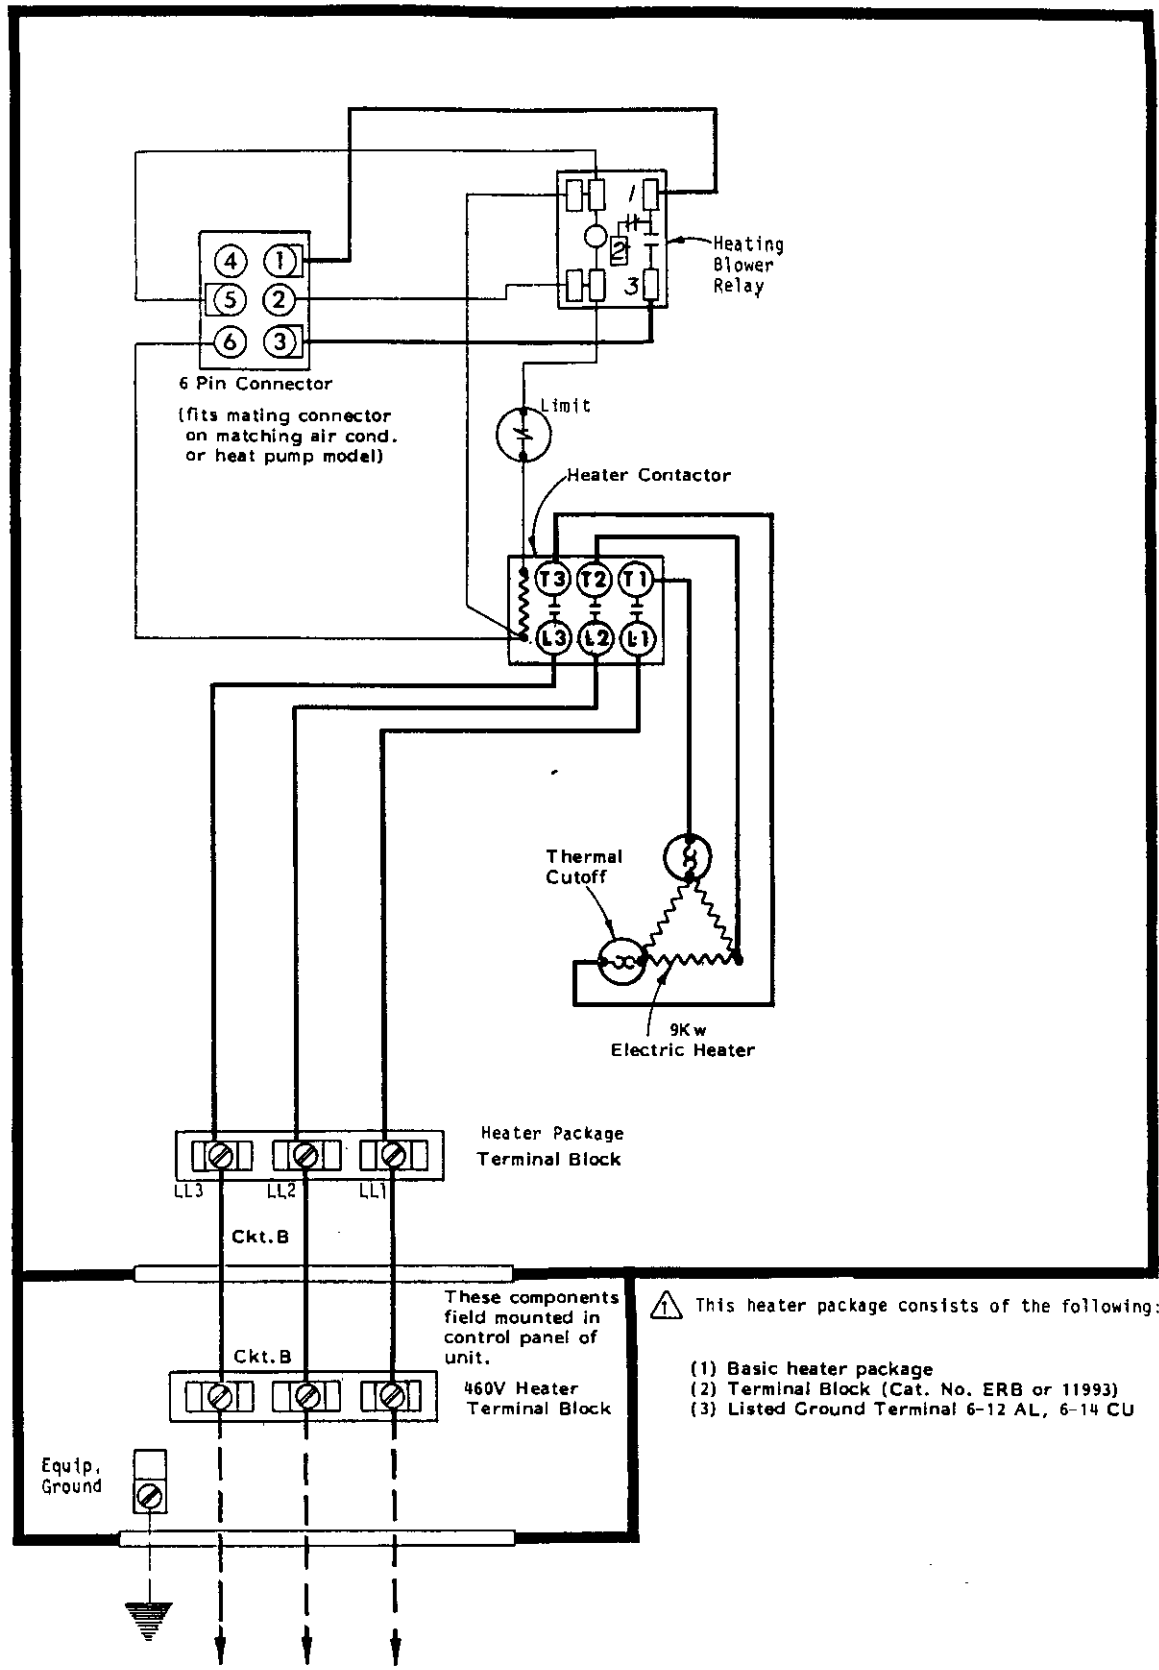 1
Heating
Blower
Relay
2
3
4 1
5 2
6 3
6 Pin Connector
(fits mating connector
on matching air cond.
or heat pump model)
Limit
Heater Contactor
T3 T2 T1
L3 L2 L1
Thermal
Cutoff
9Kw
Electric Heater
Heater Package
Terminal Block
LL3 LL2 LL1
Ckt.B
These components
field mounted in
control panel of
unit.
Ckt.B
460V Heater
Terminal Block
Equip.
Ground
1 This heater package consists of the following:
(1) Basic heater package
(2) Terminal Block (Cat. No. ERB or 11993)
(3) Listed Ground Terminal 6-12 AL, 6-14 CU